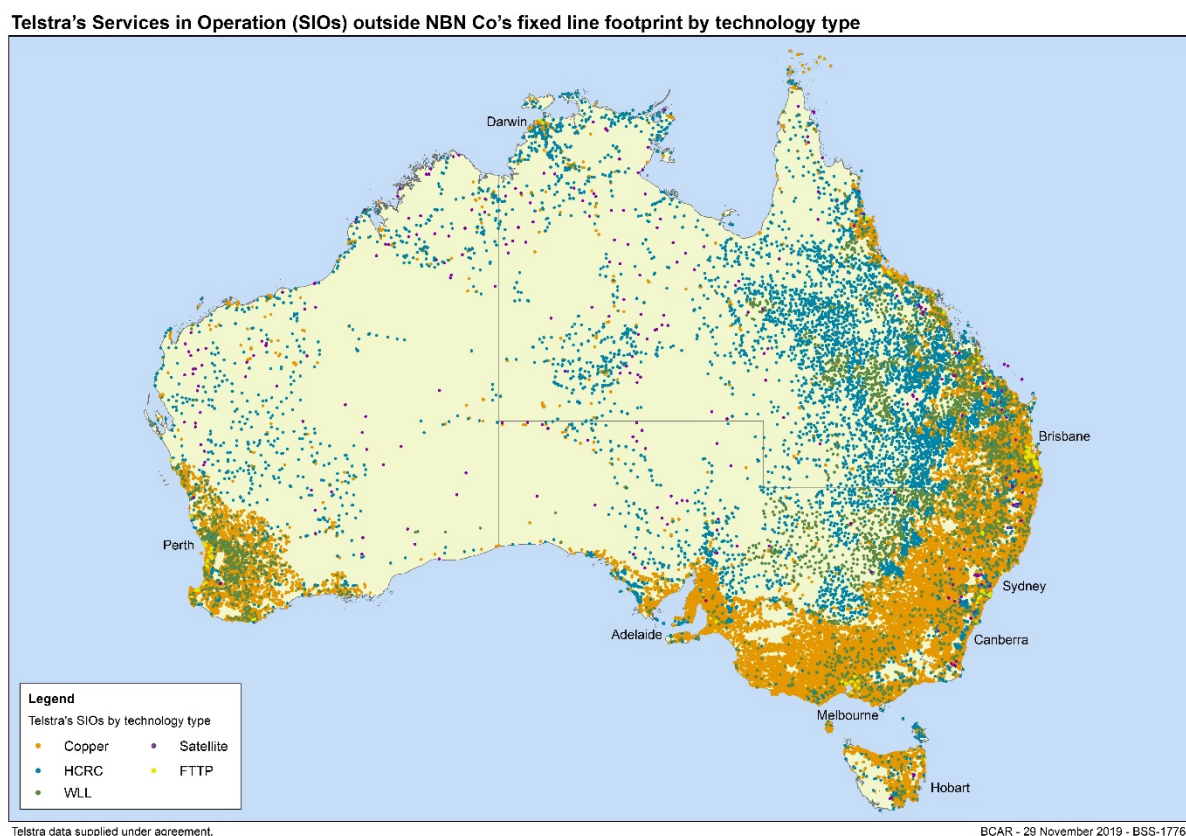 Telstra's Services in Operation (SIOs) outside NBN Co's fixed line footprint by technology type
Darwin
Brisbane
Perth
Sydney
Adelaide
Canberra
Melbourne
Hobart
Legend
Telstra's SIOs by technology type
Copper
Satellite
HCRC
FTTP
WLL
Telstra data supplied under agreement.
BCAR - 29 November 2019 - BSS-1776